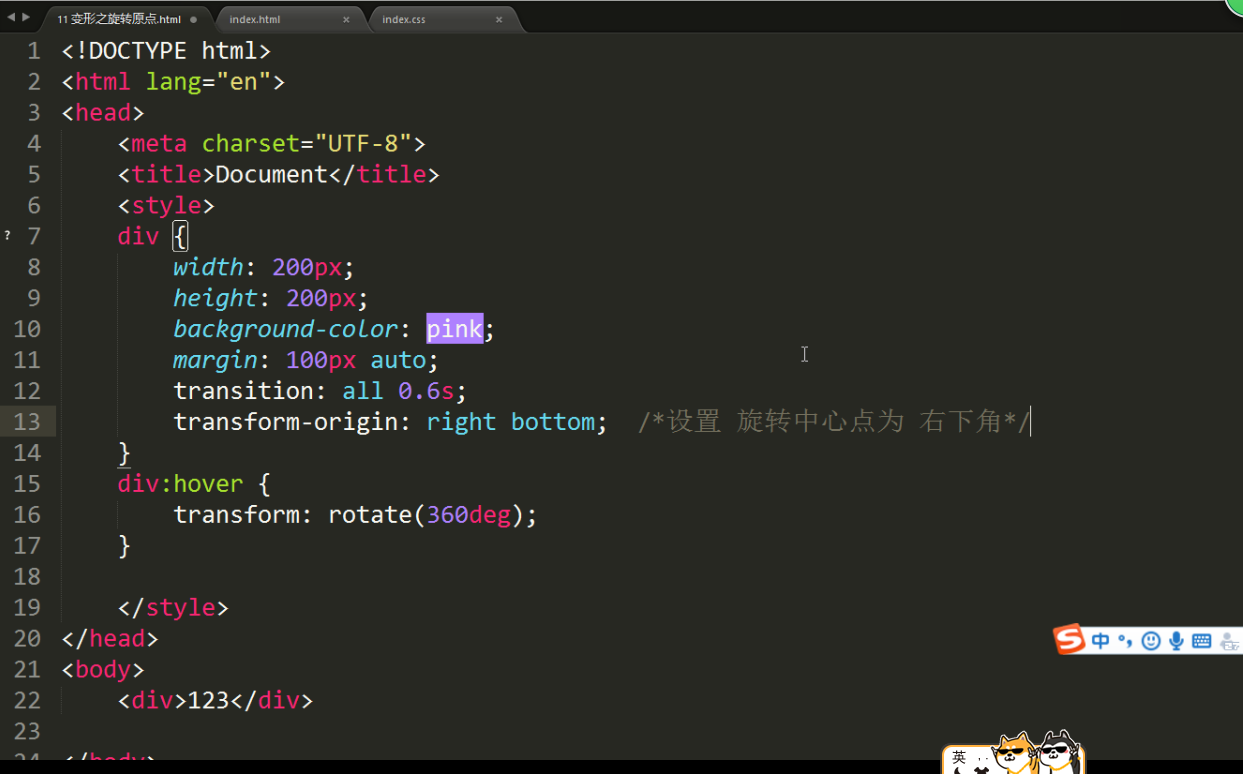 11 变形之旋转原点.html
index.html
index.css
1 <!DOCTYPE html>
2 <html lang="en">
3 <head>
4     <meta charset="UTF-8">
5     <title>Document</title>
6     <style>
? 7     div {
8         width: 200px;
9         height: 200px;
10         background-color: pink;
11         margin: 100px auto;
12         transition: all 0.6s;
13         transform-origin: right bottom;  /*设置 旋转中心点为 右下角*/
14     }
15     div:hover {
16         transform: rotate(360deg);
17     }
18
19     </style>
20 </head>
21 <body>
22     <div>123</div>
23
24 </body>
中
英